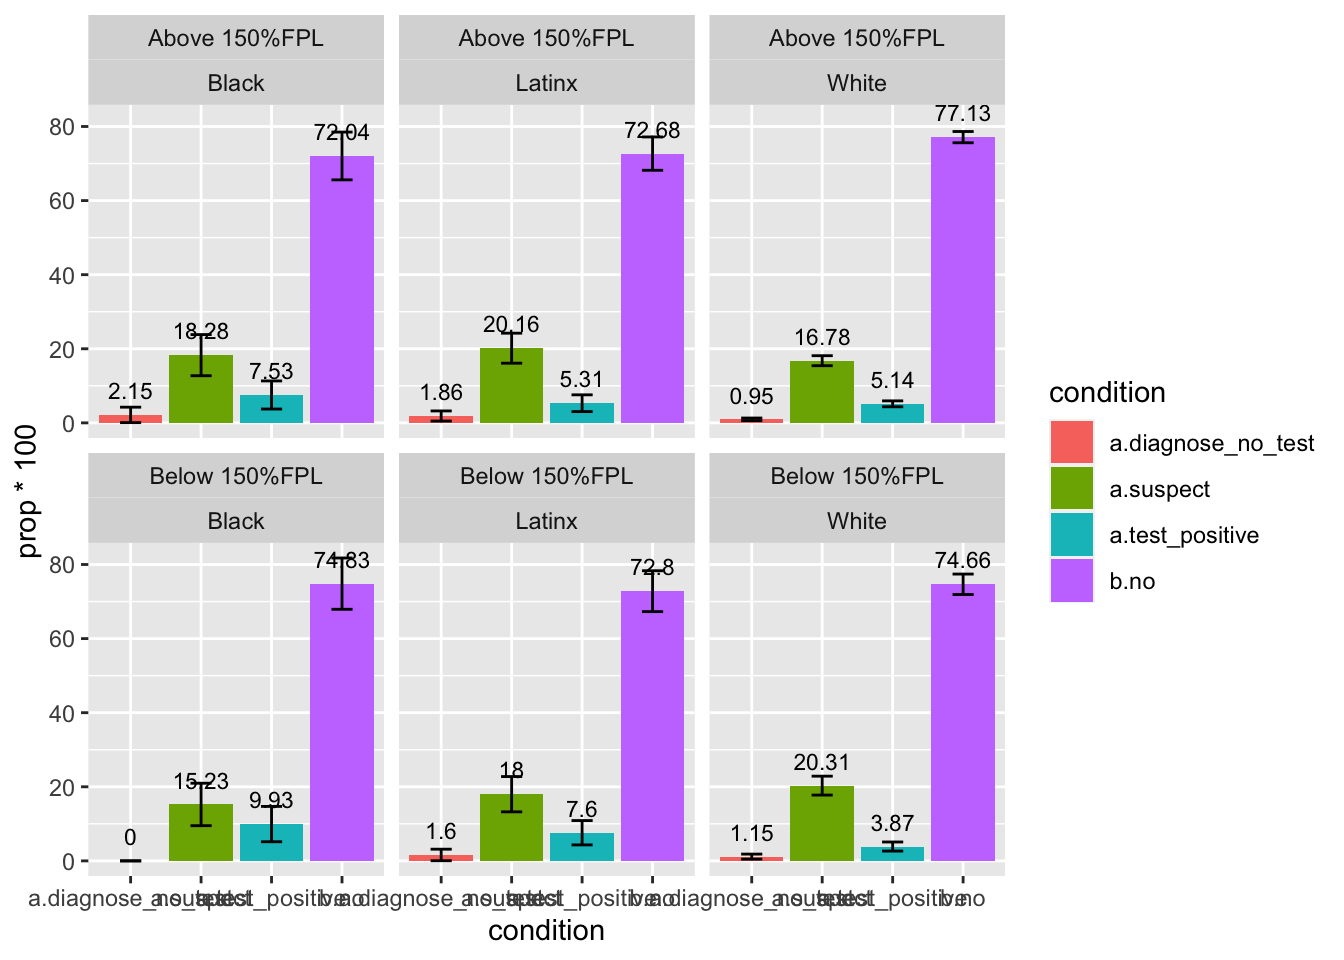 Above 150%FPL Above 150%FPL Above 150%FPL
Black Latinx White
80
60
40
20
0
2.15 18.28 7.53 72.04
1.86 20.16 5.31 72.68
0.95 16.78 5.14 77.13
Below 150%FPL Below 150%FPL Below 150%FPL
Black Latinx White
80
60
40
20
0
0 15.23 9.93 74.83
1.6 18 7.6 72.8
1.15 20.31 3.87 74.66
prop * 100
condition
condition
a.diagnose_no_test
a.suspect
a.test_positive
b.no